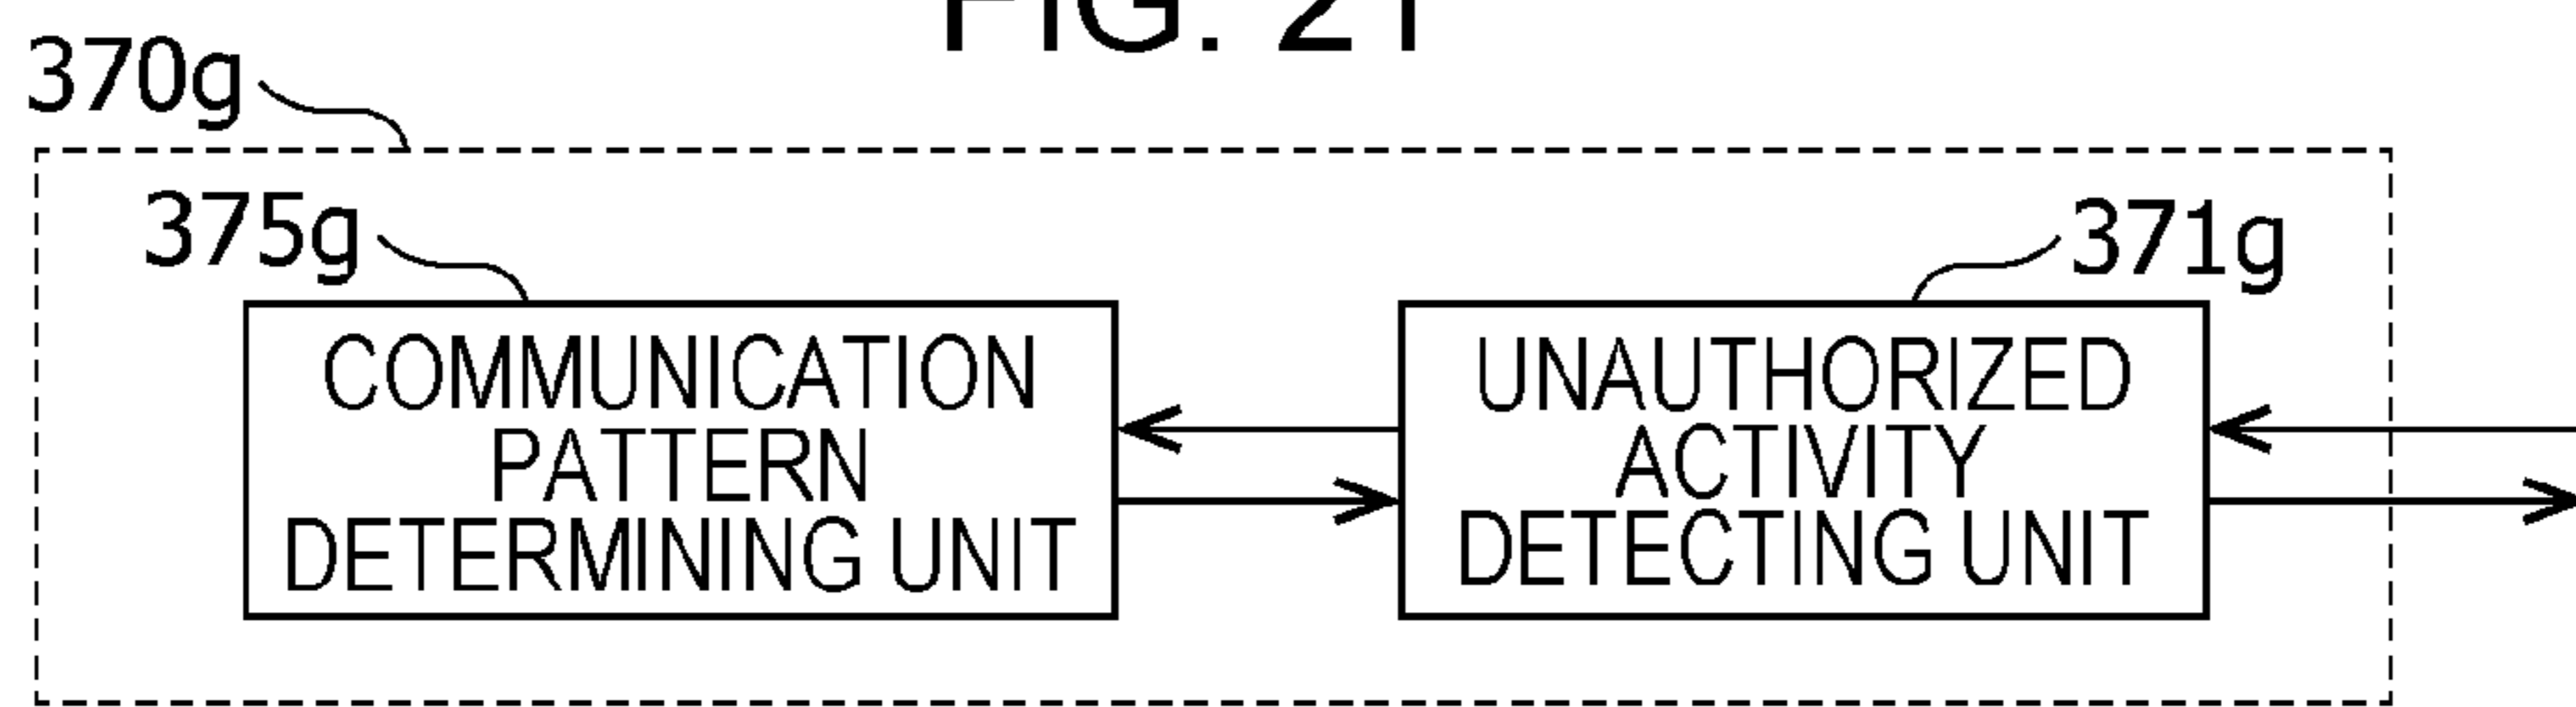 FIG. 21
370g
375g
371g
COMMUNICATION
PATTERN
DETERMINING UNIT
UNAUTHORIZED
ACTIVITY
DETECTING UNIT